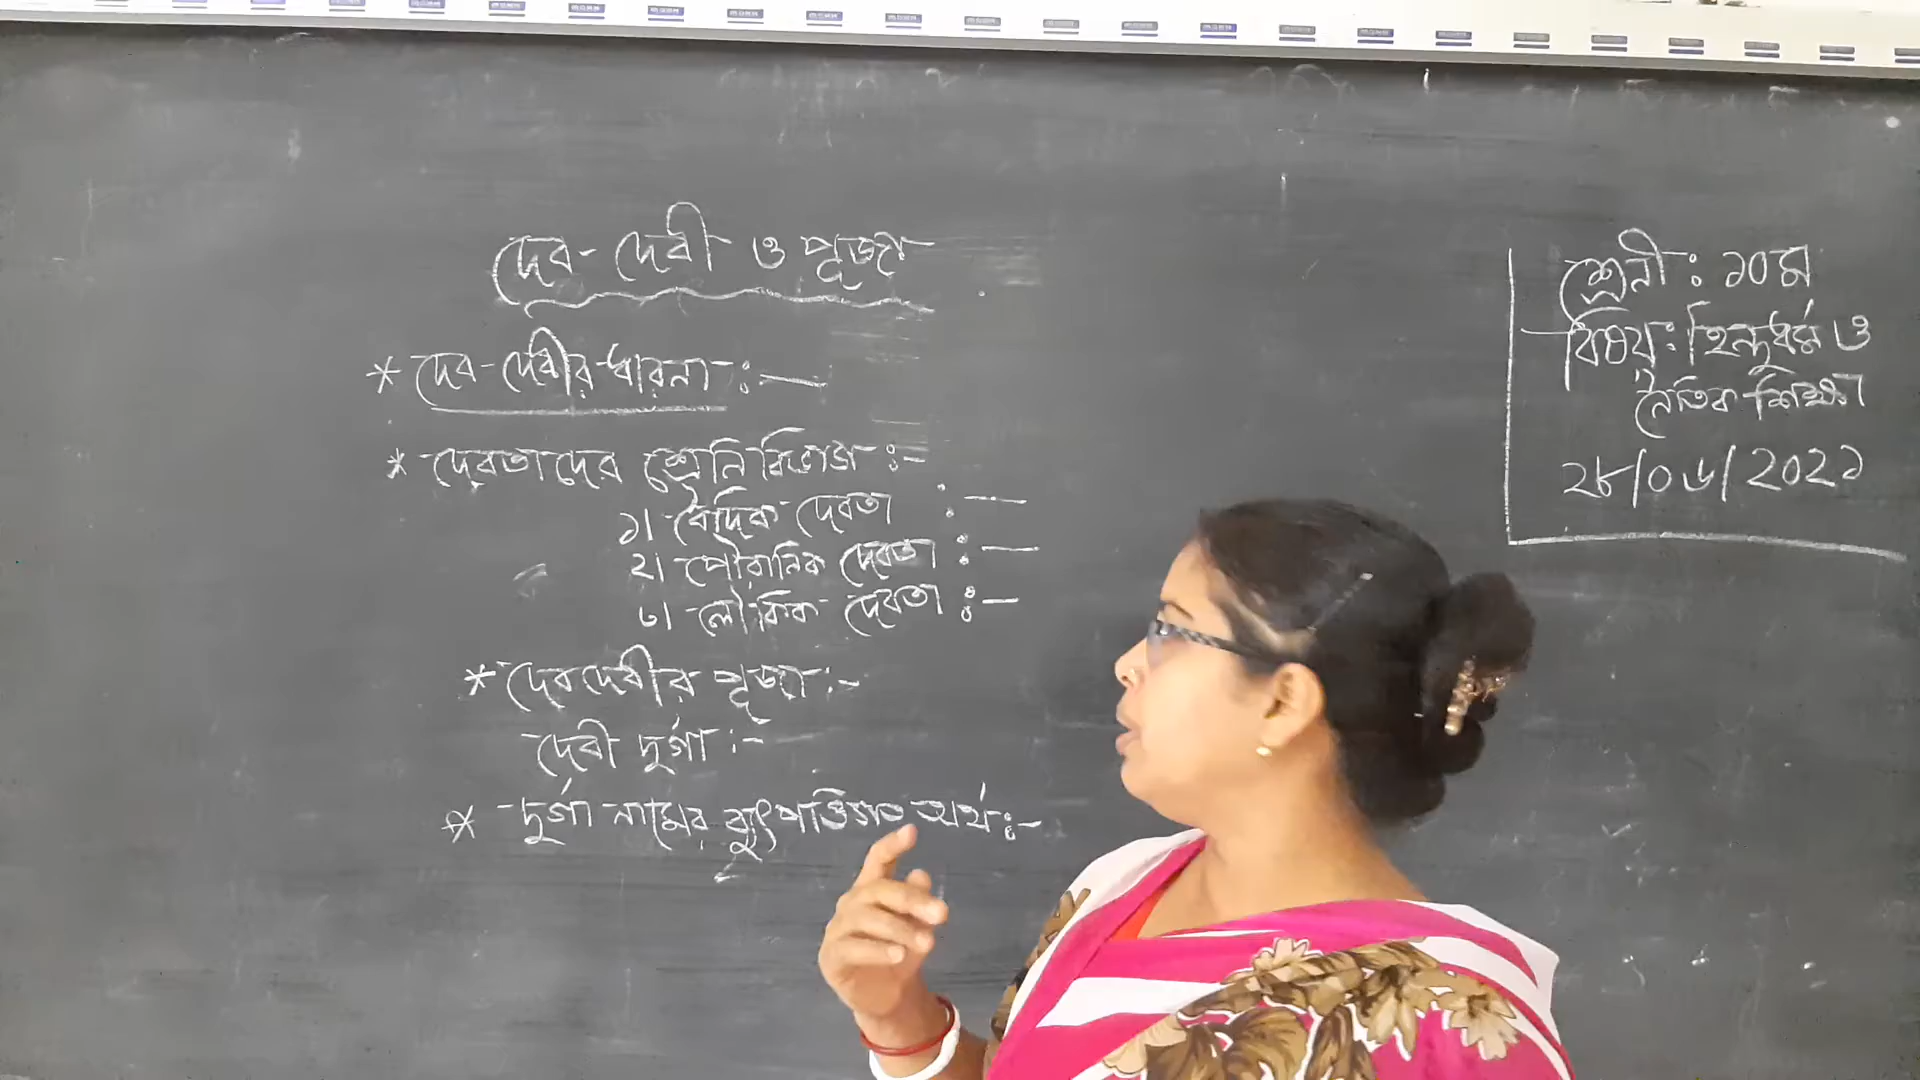 দেব-দেবী ও পূজা
* দেব-দেবীর ধারনা :—
* দেবতাদের শ্রেনিবিভাগ :-
১। বৈদিক দেবতা :—
২। পৌরানিক দেবতা :—
৩। লৌকিক দেবতা :—
* দেবদেবীর পূজা :-
দেবী দুর্গা :-
* দুর্গা নামের ব্যুৎপত্তিগত অর্থ :-
শ্রেনী : ১০ম
বিষয় : হিন্দুধর্ম ও
নৈতিক শিক্ষা
২৮/০৬/২০২১